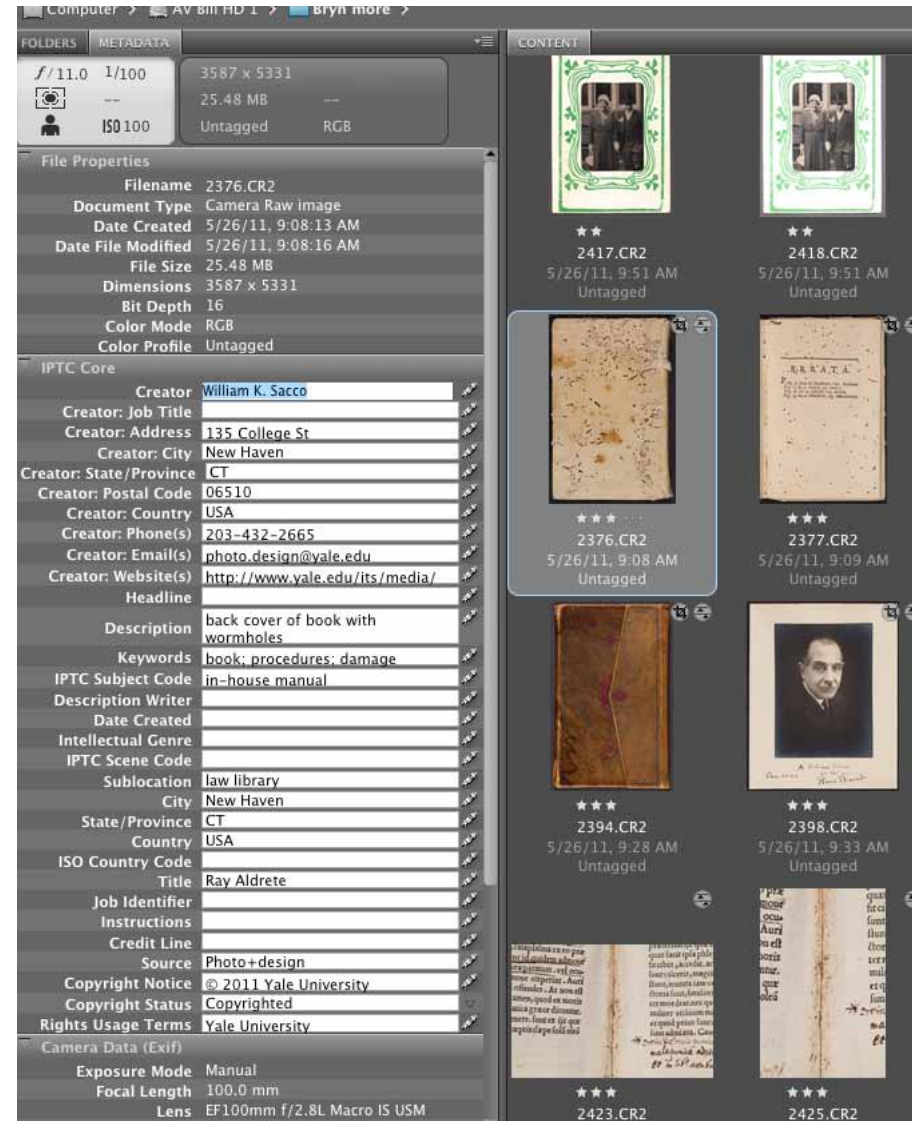 Computer > AV Bill HD 1 > Bryn more >
FOLDERS METADATA
f/11.0 1/100
--
ISO 100
3587 x 5331
25.48 MB --
Untagged RGB
File Properties
Filename 2376.CR2
Document Type Camera Raw image
Date Created 5/26/11, 9:08:13 AM
Date File Modified 5/26/11, 9:08:16 AM
File Size 25.48 MB
Dimensions 3587 x 5331
Bit Depth 16
Color Mode RGB
Color Profile Untagged
IPTC Core
Creator William K. Sacco
Creator: Job Title
Creator: Address 135 College St
Creator: City New Haven
Creator: State/Province CT
Creator: Postal Code 06510
Creator: Country USA
Creator: Phone(s) 203-432-2665
Creator: Email(s) photo.design@yale.edu
Creator: Website(s) http://www.yale.edu/its/media/
Headline
Description back cover of book with
wormholes
Keywords book; procedures; damage
IPTC Subject Code in-house manual
Description Writer
Date Created
Intellectual Genre
IPTC Scene Code
Sublocation law library
City New Haven
State/Province CT
Country USA
ISO Country Code
Title Ray Aldrete
Job Identifier
Instructions
Credit Line
Source Photo+design
Copyright Notice © 2011 Yale University
Copyright Status Copyrighted
Rights Usage Terms Yale University
Camera Data (Exif)
Exposure Mode Manual
Focal Length 100.0 mm
Lens EF100mm f/2.8L Macro IS USM
CONTENT
2417.CR2
5/26/11, 9:51 AM
Untagged
2418.CR2
5/26/11, 9:51 AM
Untagged
2376.CR2
5/26/11, 9:08 AM
Untagged
ERRATA
2377.CR2
5/26/11, 9:09 AM
Untagged
2394.CR2
5/26/11, 9:28 AM
Untagged
2398.CR2
5/26/11, 9:33 AM
Untagged
2423.CR2
2425.CR2